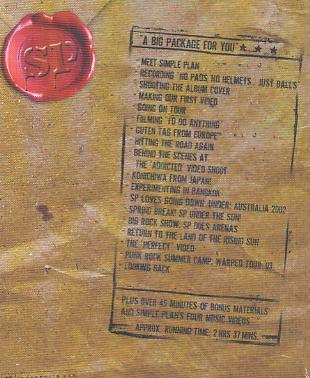 SP
"A BIG PACKAGE FOR YOU" ★ ★ ★
MEET SIMPLE PLAN
RECORDING "NO PADS, NO HELMETS...JUST BALLS"
SHOOTING THE ALBUM COVER
MAKING OUR FIRST VIDEO
GOING ON TOUR
FILMING "I'D DO ANYTHING"
GUTEN TAG FROM EUROPE"
HITTING THE ROAD AGAIN
BEHIND THE SCENES AT
THE "ADDICTED" VIDEO SHOOT
KONICHIWA FROM JAPAN!
EXPERIMENTING IN BANGKOK
SP LOVES GOING DOWN UNDER: AUSTRALIA 2002
SPRING BREAK! SP UNDER THE SUN!
BIG ROCK SHOW: SP DOES ARENAS
RETURN TO THE LAND OF THE RISING SUN
THE "PERFECT" VIDEO
PUNK ROCK SUMMER CAMP: WARPED TOUR '03
LOOKING BACK
PLUS OVER 45 MINUTES OF BONUS MATERIALS
AND SIMPLE PLAN'S FOUR MUSIC VIDEOS
APPROX. RUNNING TIME: 2 HRS 37 MINS.